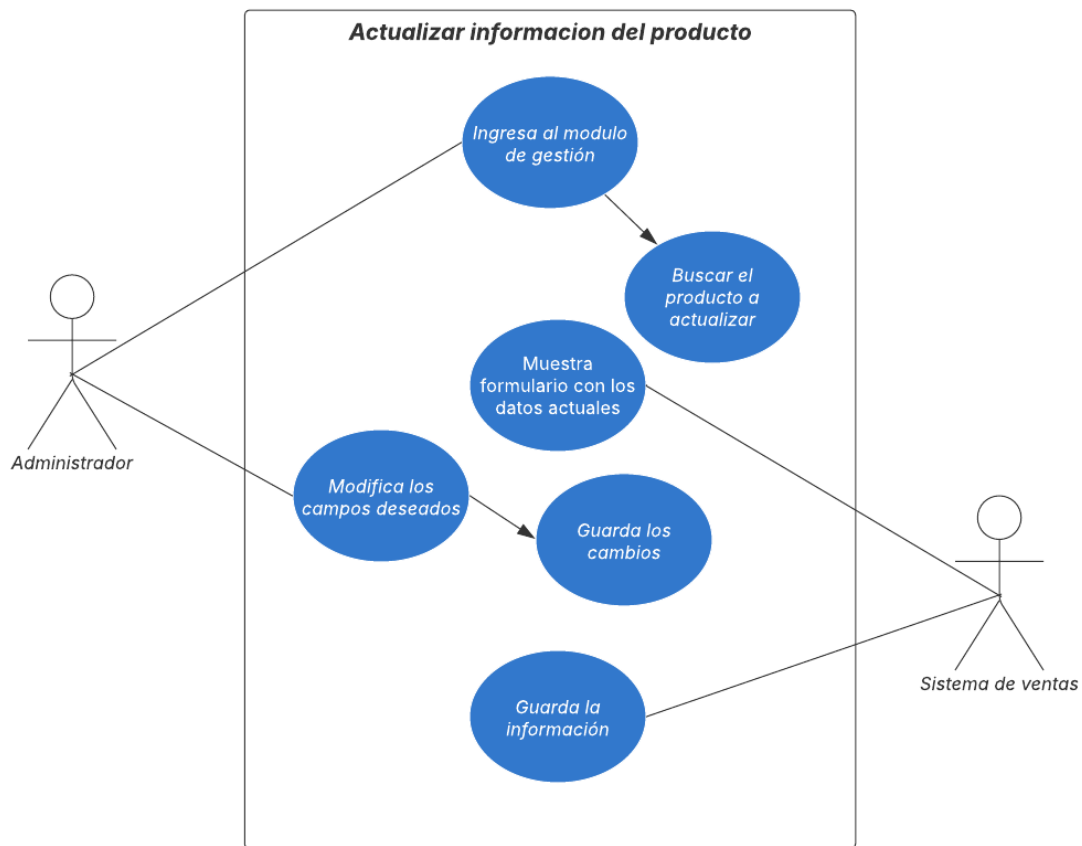 Actualizar informacion del producto
Ingresa al modulo
de gestión
Buscar el
producto a
actualizar
Muestra
formulario con los
datos actuales
Administrador
Modifica los
campos deseados
Guarda los
cambios
Sistema de ventas
Guarda la
información